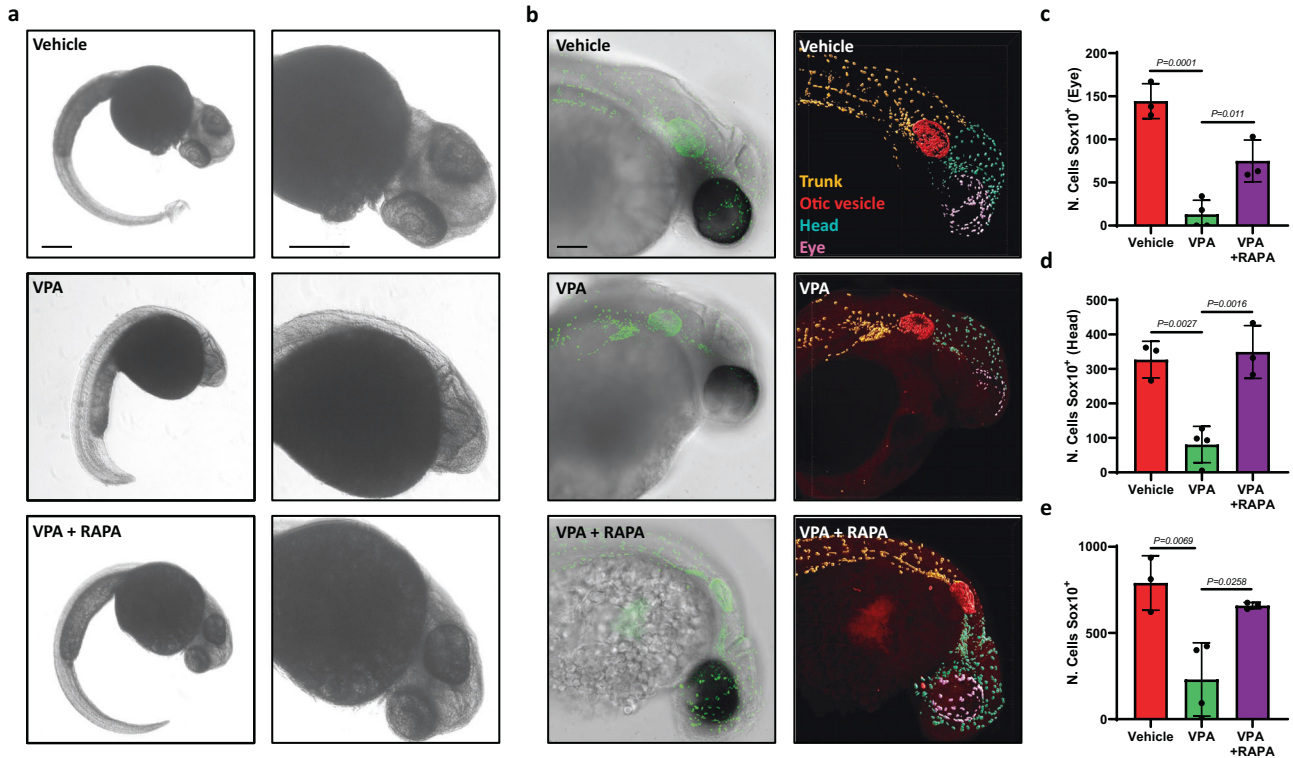 a
Vehicle
VPA
VPA + RAPA
b
Vehicle
Vehicle
Trunk
Otic vesicle
Head
Eye
VPA
VPA
VPA + RAPA
VPA + RAPA
c
N. Cells Sox10+ (Eye)
200
150
100
50
0
P=0.0001
P=0.011
Vehicle
VPA
VPA
+RAPA
d
N. Cells Sox10+ (Head)
500
400
300
200
100
0
P=0.0027
P=0.0016
Vehicle
VPA
VPA
+RAPA
e
N. Cells Sox10+
1000
500
0
P=0.0069
P=0.0258
Vehicle
VPA
VPA
+RAPA